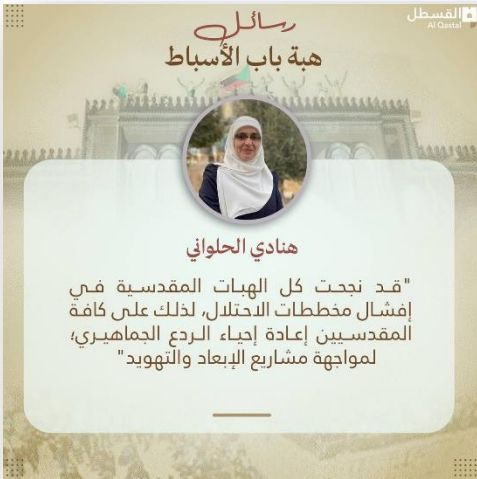 القسطل
Al Qastal
رسائل
هبة باب الأسباط
هنادي الحلواني
"قد نجحت كل الهبات المقدسية في
إفشال مخططات الاحتلال، لذلك على كافة
المقدسيين إعادة إحياء الردع الجماهيري؛
لمواجهة مشاريع الإبعاد والتهويد"